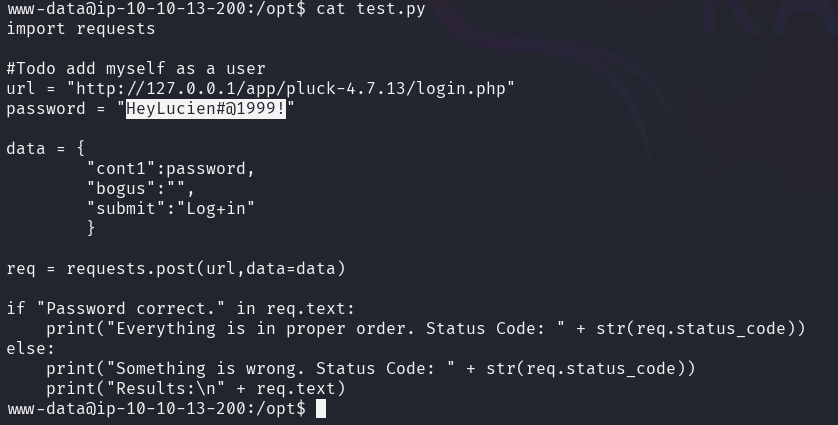 www-data@ip-10-10-13-200:/opt$ cat test.py
import requests

#Todo add myself as a user
url = "http://127.0.0.1/app/pluck-4.7.13/login.php"
password = "HeyLucien#@1999!"

data = {
        "cont1":password,
        "bogus":"",
        "submit":"Log+in"
        }

req = requests.post(url,data=data)

if "Password correct." in req.text:
    print("Everything is in proper order. Status Code: " + str(req.status_code))
else:
    print("Something is wrong. Status Code: " + str(req.status_code))
    print("Results:\n" + req.text)
www-data@ip-10-10-13-200:/opt$